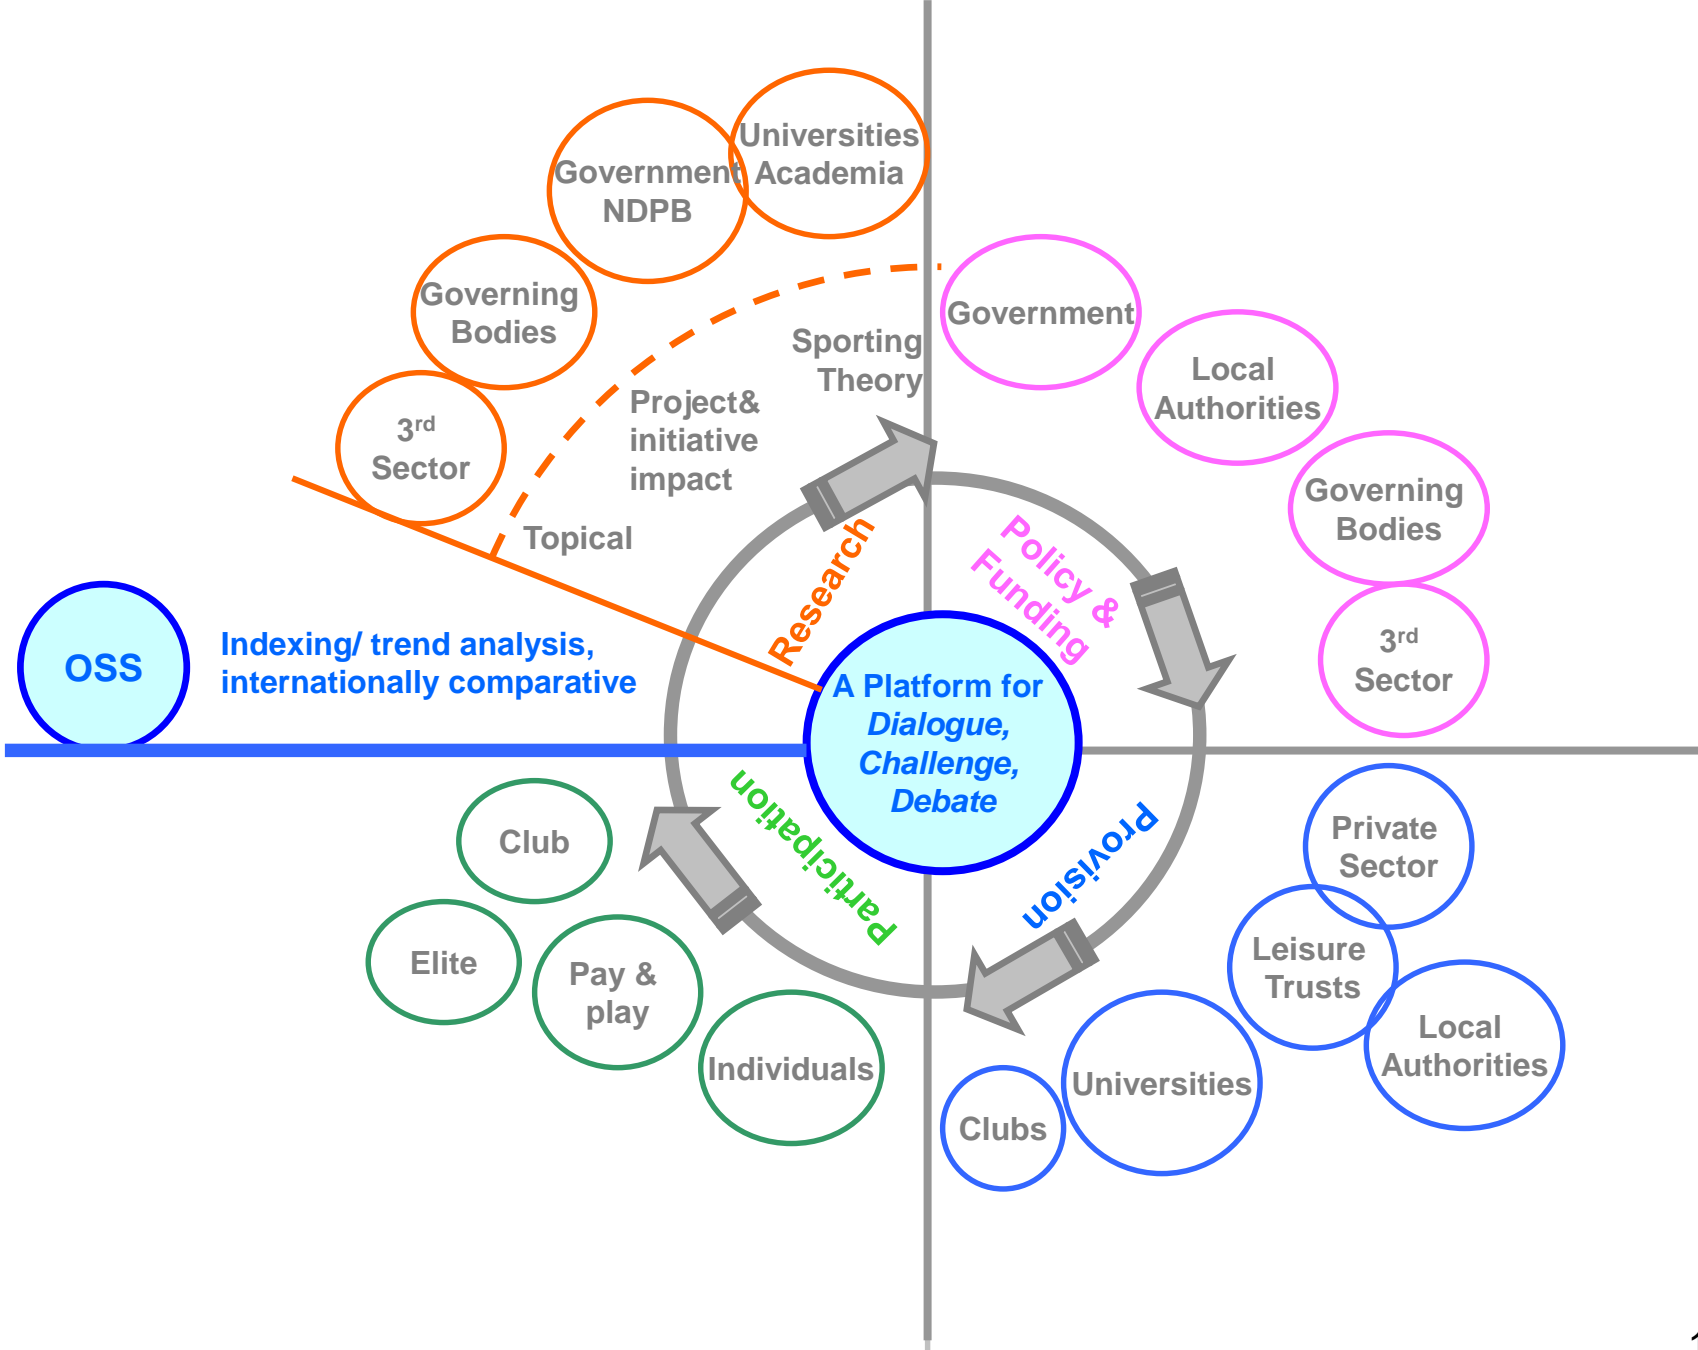 Universities
Academia
Government
NDPB
Governing
Bodies
3rd
Sector
Sporting
Theory
Project&
initiative
impact
Topical
Research
OSS
Indexing/ trend analysis,
internationally comparative
Government
Local
Authorities
Governing
Bodies
3rd
Sector
Policy &
Funding
A Platform for
Dialogue,
Challenge,
Debate
Participation
Provision
Club
Elite
Pay &
play
Individuals
Private
Sector
Leisure
Trusts
Local
Authorities
Universities
Clubs